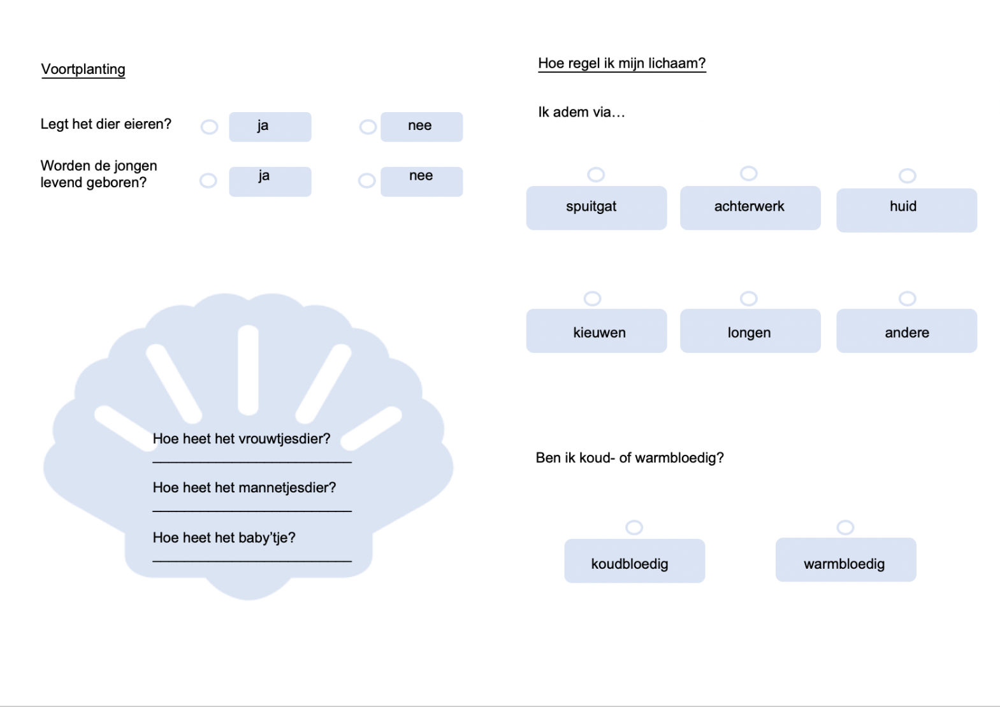 Voortplanting
Legt het dier eieren?
ja
nee
Worden de jongen
levend geboren?
ja
nee
Hoe heet het vrouwtjesdier?
Hoe heet het mannetjesdier?
Hoe heet het baby’tje?
Hoe regel ik mijn lichaam?
Ik adem via…
spuitgat
achterwerk
huid
kieuwen
longen
andere
Ben ik koud- of warmbloedig?
koudbloedig
warmbloedig